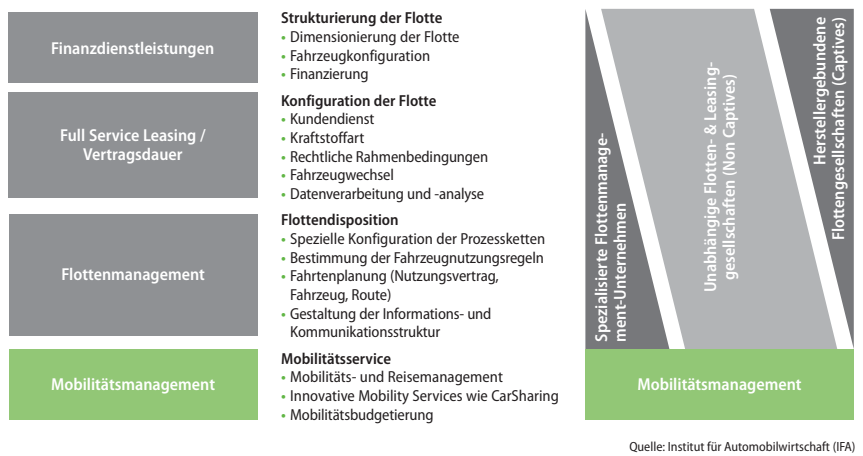 Finanzdienstleistungen
Strukturierung der Flotte
• Dimensionierung der Flotte
• Fahrzeugkonfiguration
• Finanzierung
Full Service Leasing /
Vertragsdauer
Konfiguration der Flotte
• Kundendienst
• Kraftstoffart
• Rechtliche Rahmenbedingungen
• Fahrzeugwechsel
• Datenverarbeitung und -analyse
Flottenmanagement
Flottendisposition
• Spezielle Konfiguration der Prozessketten
• Bestimmung der Fahrzeugnutzungsregeln
• Fahrtenplanung (Nutzungsvertrag,
Fahrzeug, Route)
• Gestaltung der Informations- und
Kommunikationsstruktur
Mobilitätsmanagement
Mobilitätsservice
• Mobilitäts- und Reisemanagement
• Innovative Mobility Services wie CarSharing
• Mobilitätsbudgetierung
Spezialisierte Flottenmanage-
ment-Unternehmen
Unabhängige Flotten- & Leasing-
gesellschaften (Non Captives)
Herstellergebundene
Flottengesellschaften (Captives)
Mobilitätsmanagement
Quelle: Institut für Automobilwirtschaft (IFA)